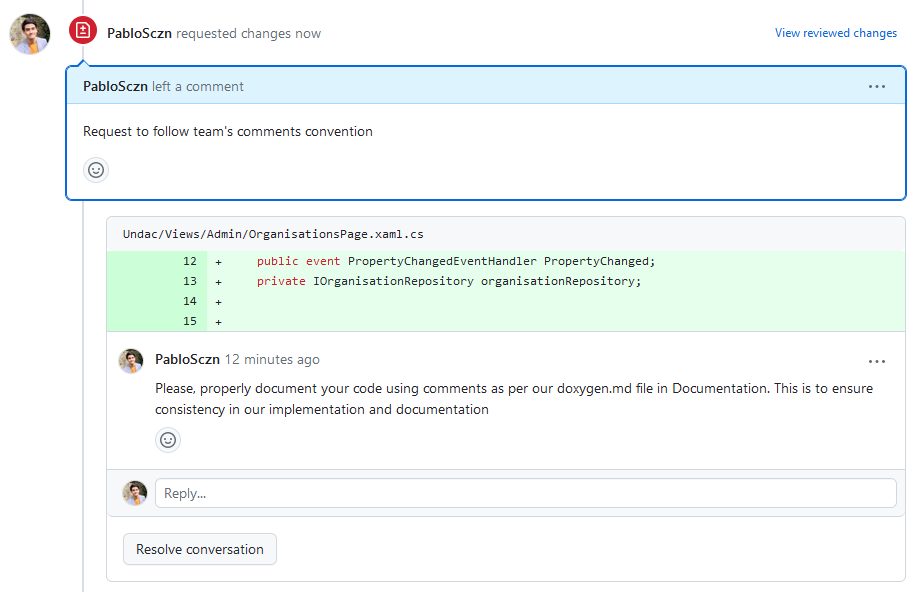 PabloSczn requested changes now
View reviewed changes
PabloSczn left a comment
Request to follow team's comments convention
Undac/Views/Admin/OrganisationsPage.xaml.cs
12 + public event PropertyChangedEventHandler PropertyChanged;
13 + private IOrganisationRepository organisationRepository;
14 +
15 +
PabloSczn 12 minutes ago
Please, properly document your code using comments as per our doxygen.md file in Documentation. This is to ensure
consistency in our implementation and documentation
Reply...
Resolve conversation